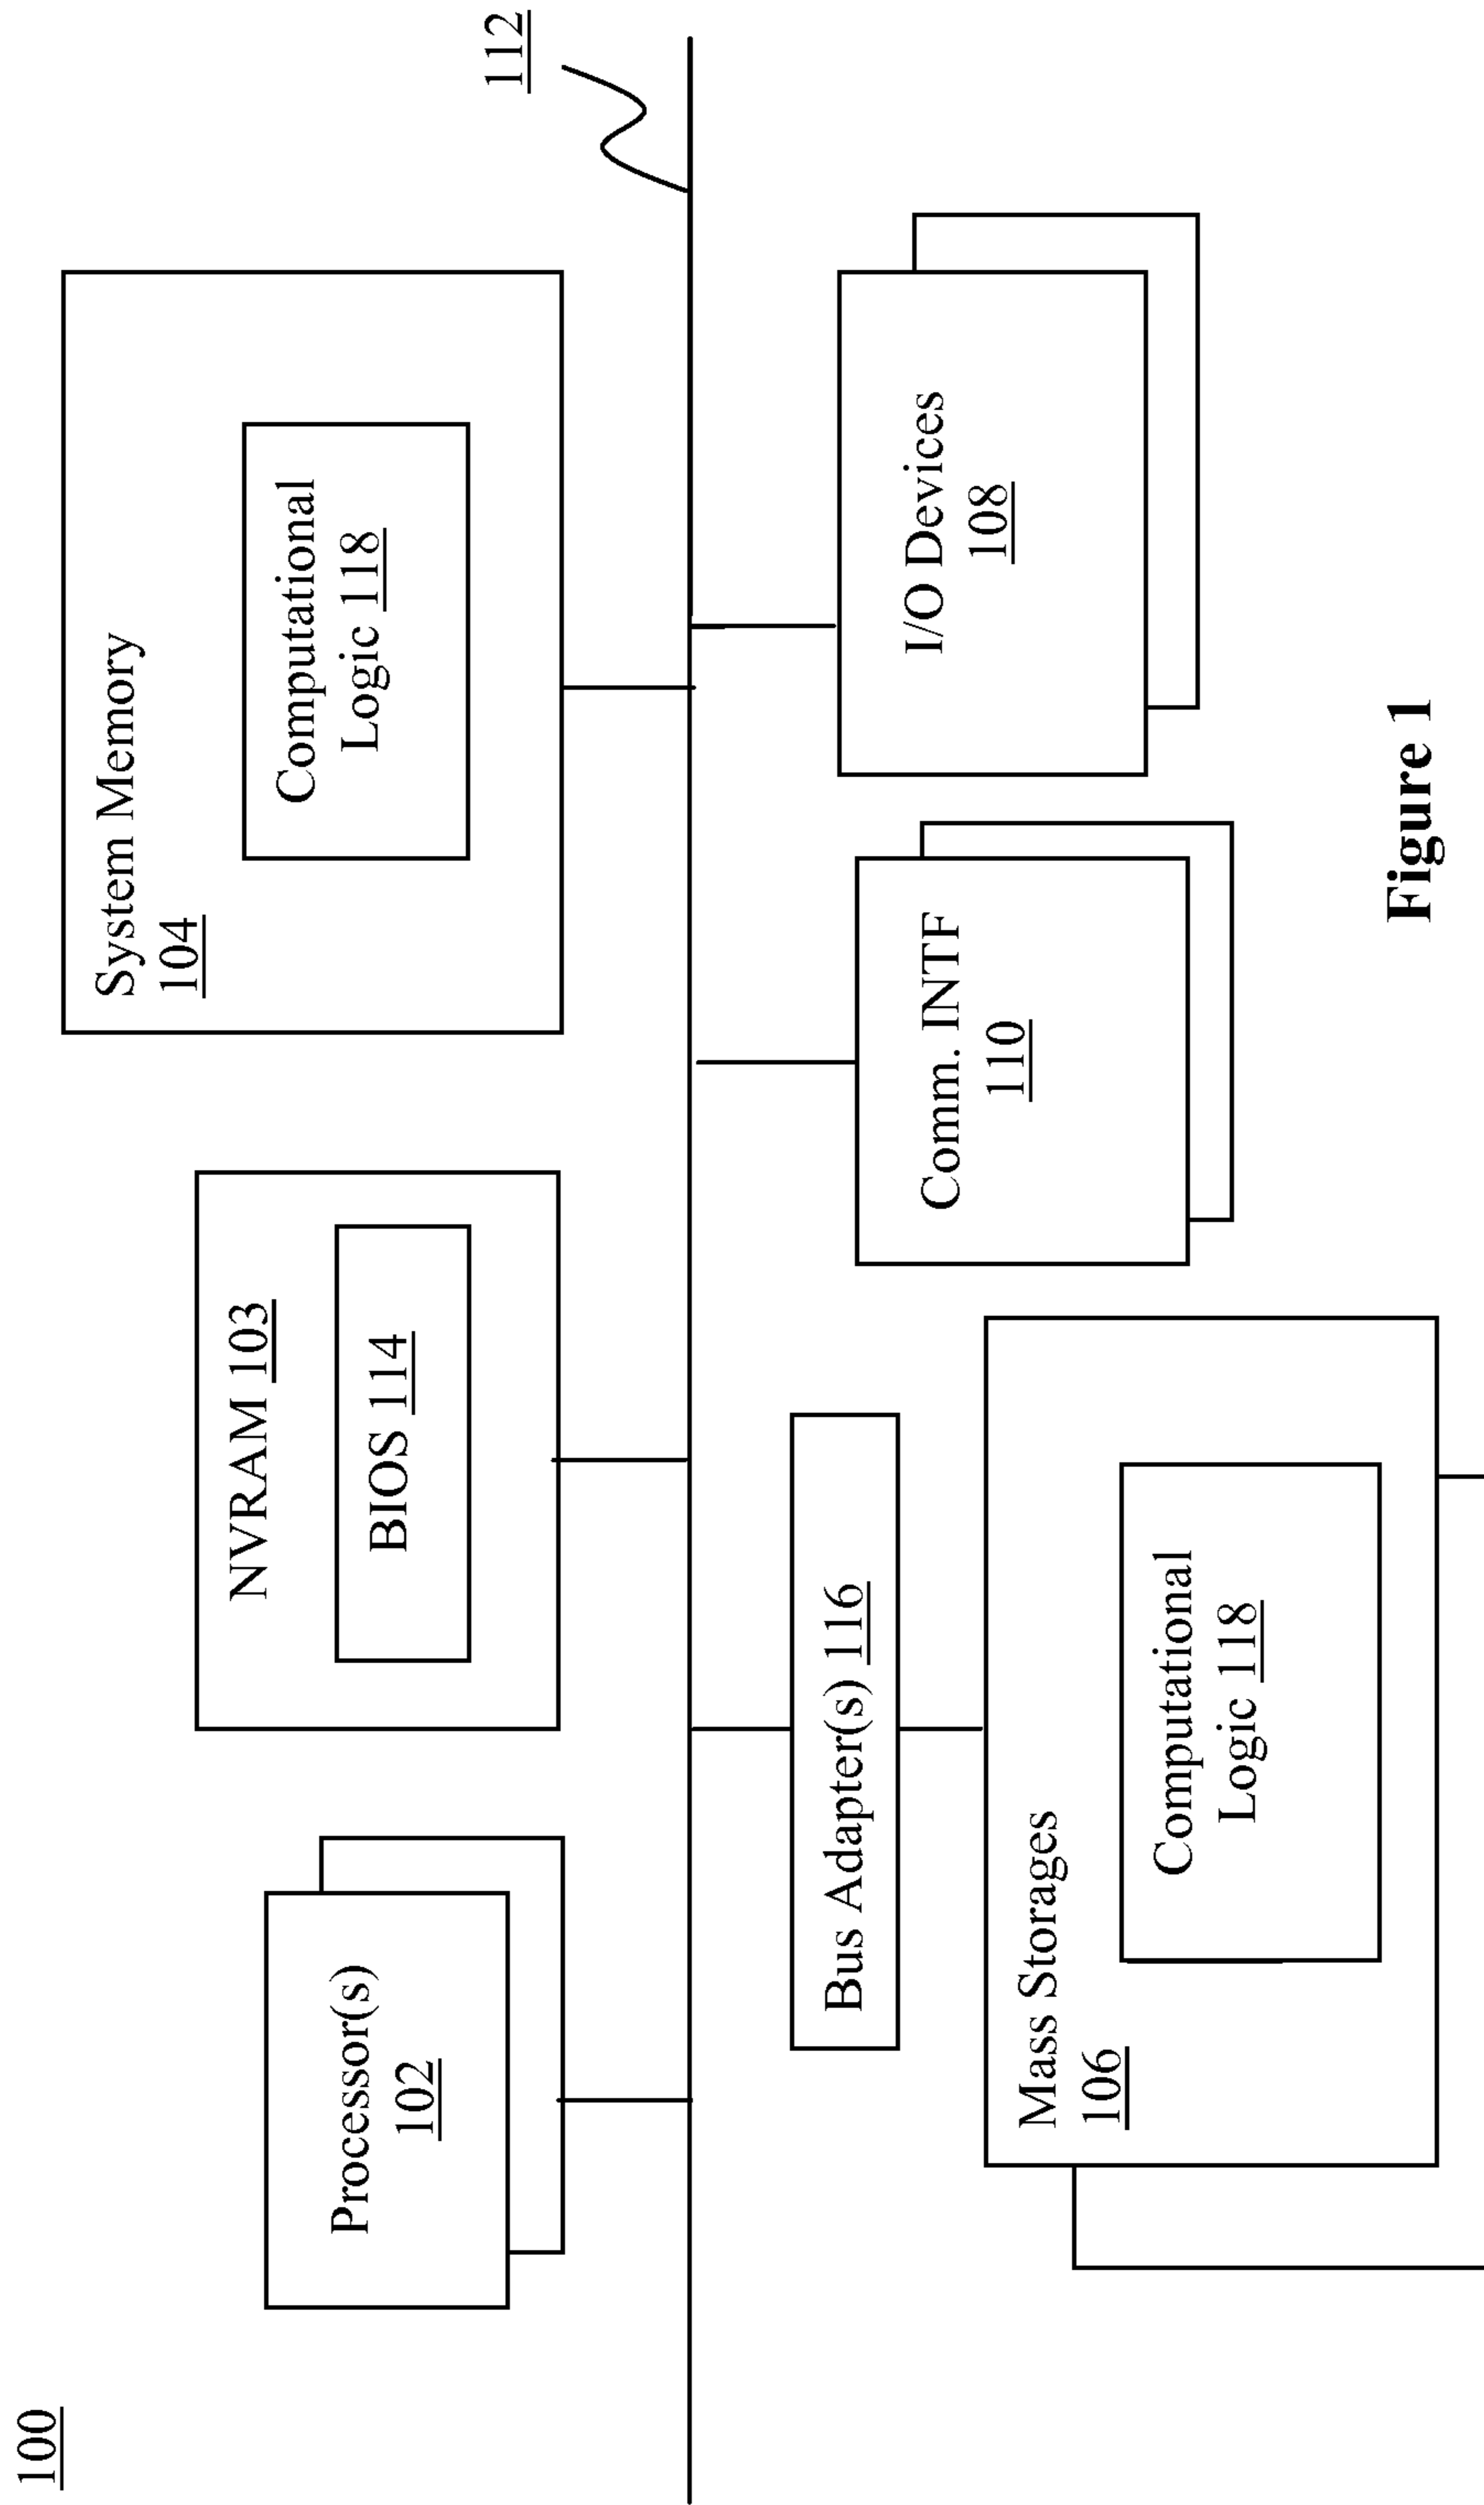 100
112
System Memory
104
Computational
Logic 118
NVRAM 103
BIOS 114
Processor(s)
102
Bus Adapter(s) 116
Mass Storages
106
Computational
Logic 118
Comm. INTF
110
I/O Devices
108
Figure 1